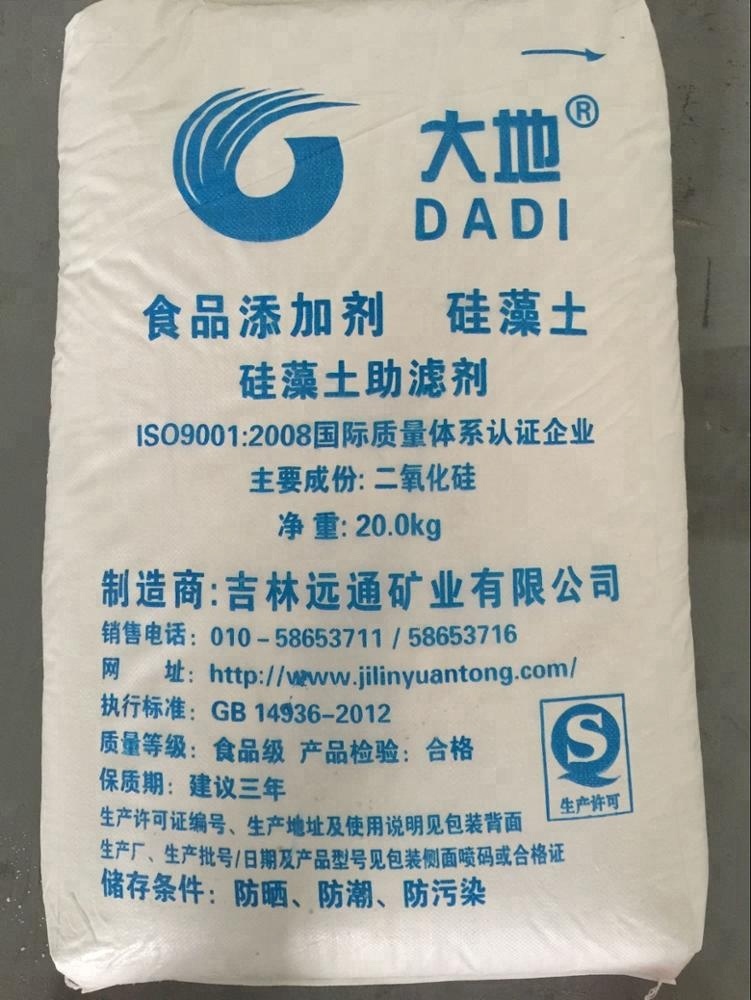 大地®
DADI
食品添加剂 硅藻土
硅藻土助滤剂
ISO9001:2008国际质量体系认证企业
主要成份: 二氧化硅
净 重: 20.0kg
制造商:吉林远通矿业有限公司
销售电话: 010-58653711 / 58653716
网 址: http://www.jilinyuantong.com/
执行标准: GB 14936-2012
质量等级: 食品级 产品检验: 合格
保质期: 建议三年
生产许可证编号、生产地址及使用说明见包装背面
生产厂、生产批号/日期及产品型号见包装侧面喷码或合格证
储存条件: 防晒、防潮、防污染
生产许可